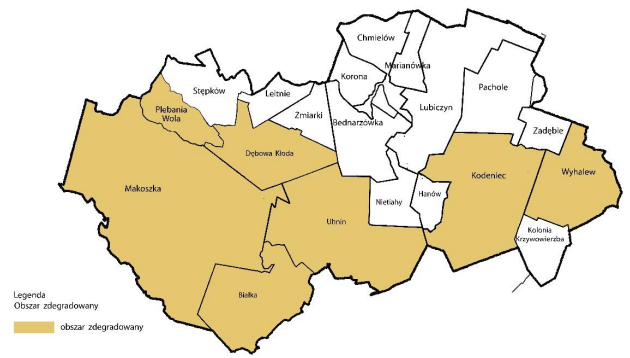 Chmielów
Marianówka
Korona
Stępków
Leitnie
Pachole
Plebania
Wola
Żmiarki
Bednarzówka
Lubiczyn
Zadębie
Dębowa Kłoda
Makoszka
Kodeniec
Wyhalew
Uhnin
Nietiahy
Hanów
Kolonia
Krzywowierzba
Białka
Legenda
Obszar zdegradowany
obszar zdegradowany